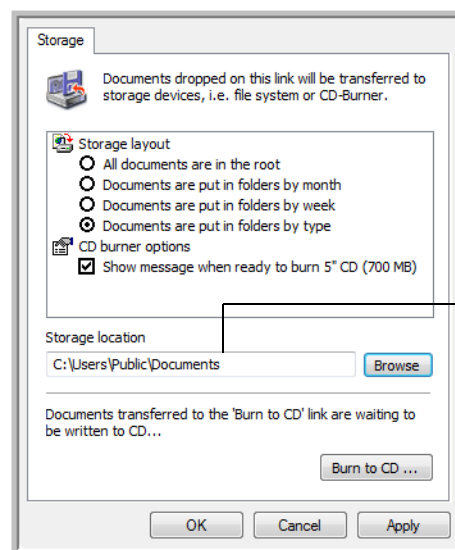 Storage
Documents dropped on this link will be transferred to
storage devices, i.e. file system or CD-Burner.
Storage layout
All documents are in the root
Documents are put in folders by month
Documents are put in folders by week
Documents are put in folders by type
CD burner options
Show message when ready to burn 5" CD (700 MB)
Storage location
C:\Users\Public\Documents
Browse
Documents transferred to the 'Burn to CD' link are waiting to
be written to CD...
Burn to CD ...
OK Cancel Apply